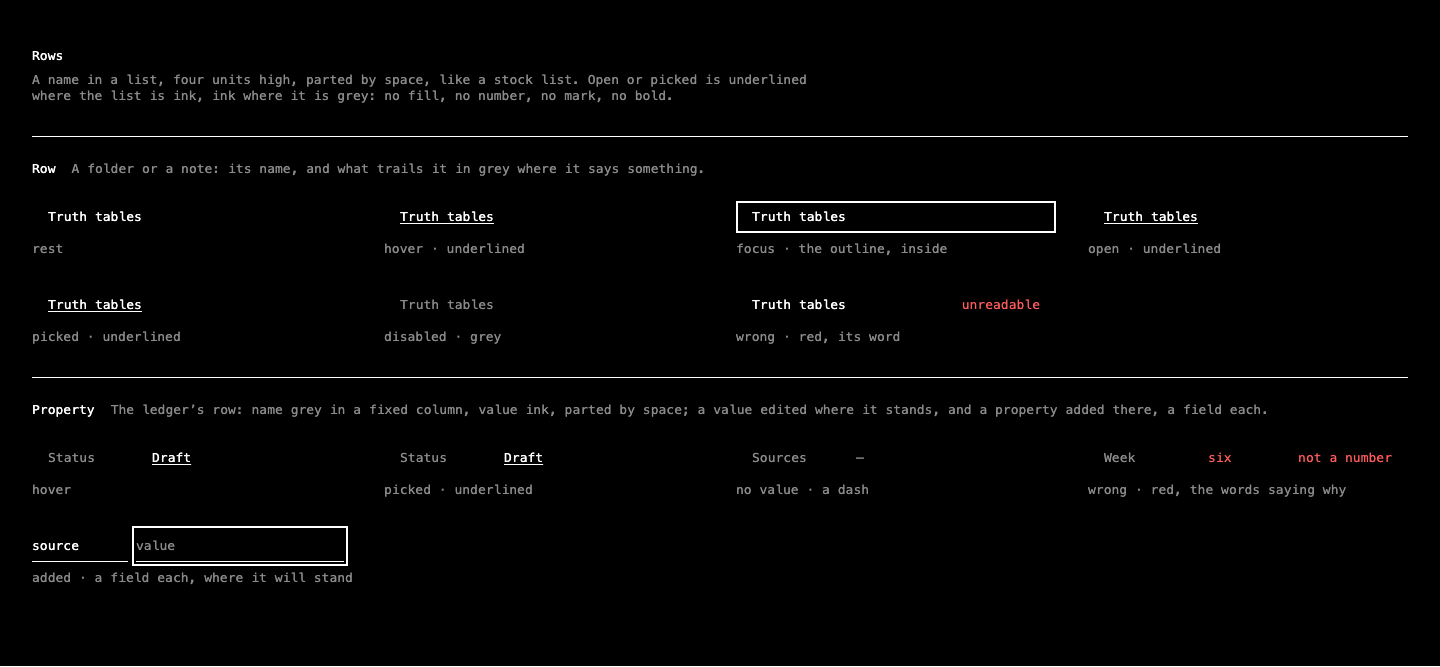 Rows
A name in a list, four units high, parted by space, like a stock list. Open or picked is underlined
where the list is ink, ink where it is grey: no fill, no number, no mark, no bold.
Row A folder or a note: its name, and what trails it in grey where it says something.
Truth tables Truth tables Truth tables Truth tables
rest hover · underlined focus · the outline, inside open · underlined
Truth tables Truth tables Truth tables unreadable
picked · underlined disabled · grey wrong · red, its word
Property The ledger’s row: name grey in a fixed column, value ink, parted by space; a value edited where it stands, and a property added there, a field each.
Status Draft Status Draft Sources — Week six not a number
hover picked · underlined no value · a dash wrong · red, the words saying why
source value
added · a field each, where it will stand